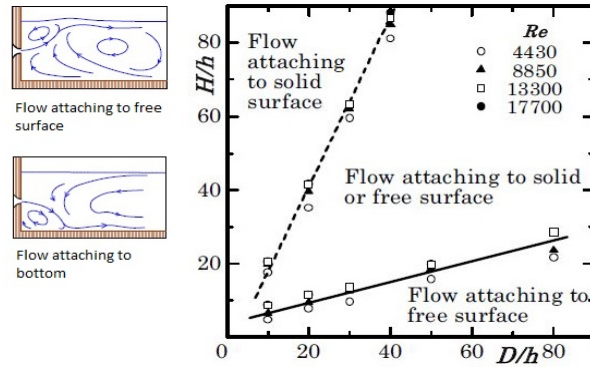 Flow attaching to free
surface
Flow attaching to
bottom
H/h
80
60
40
20
0
20
40
60
80
D/h
Flow
attaching
to solid
surface
Re
4430
8850
13300
17700
Flow attaching to solid
or free surface
Flow attaching to
free surface